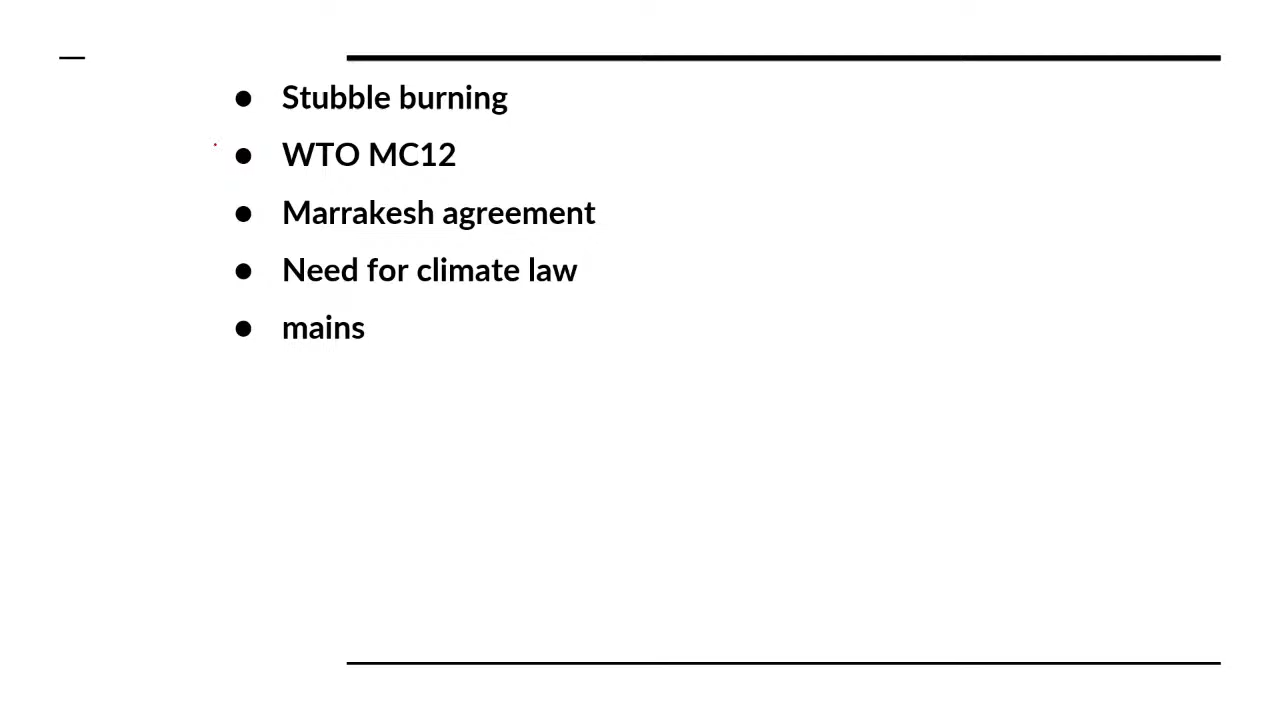 ● Stubble burning
● WTO MC12
● Marrakesh agreement
● Need for climate law
● mains